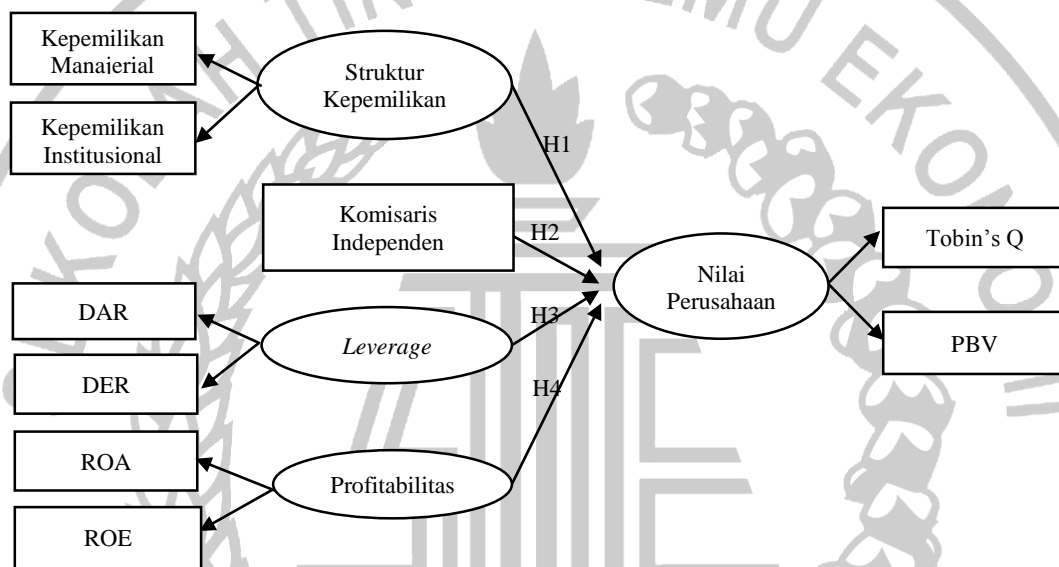 Kepemilikan
Manajerial
Struktur
Kepemilikan
Kepemilikan
Institusional
H1
Komisaris
Independen
H2
Tobin's Q
Nilai
Perusahaan
DAR
H3
Leverage
PBV
DER
H4
ROA
Profitabilitas
ROE